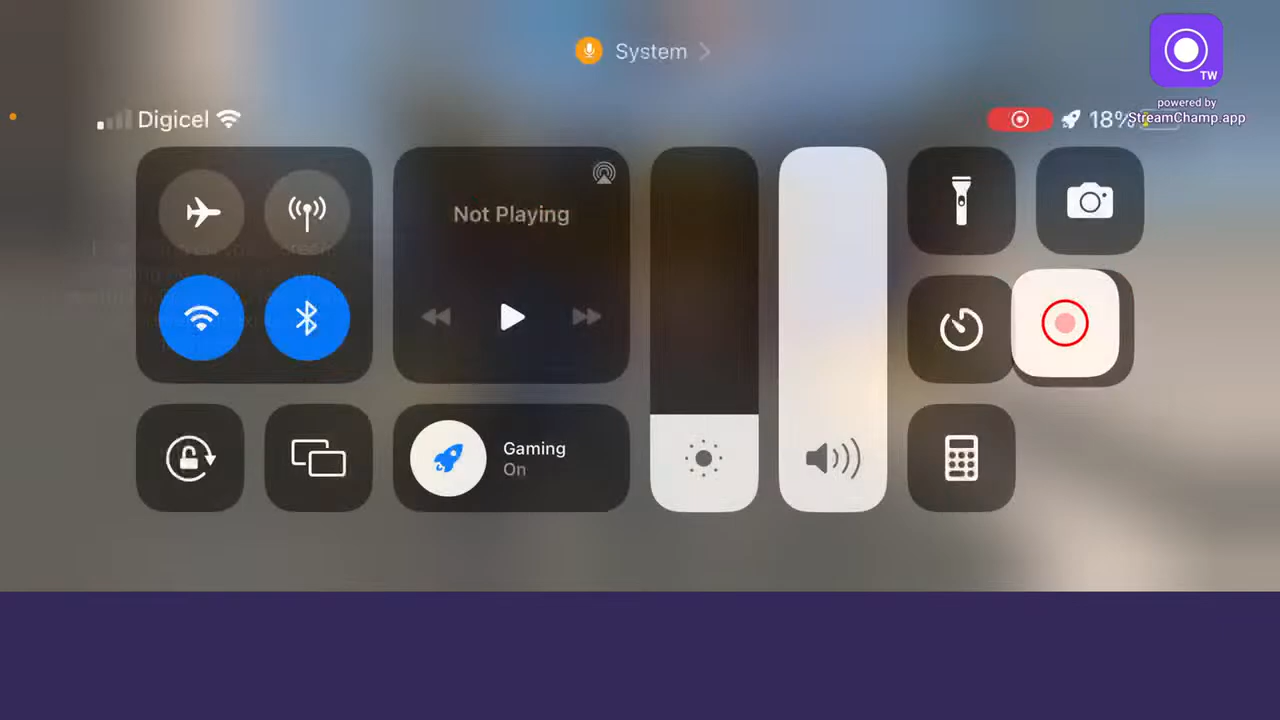 System
TW
powered by
StreamChamp.app
Digicel
18%
Not Playing
Gaming
On